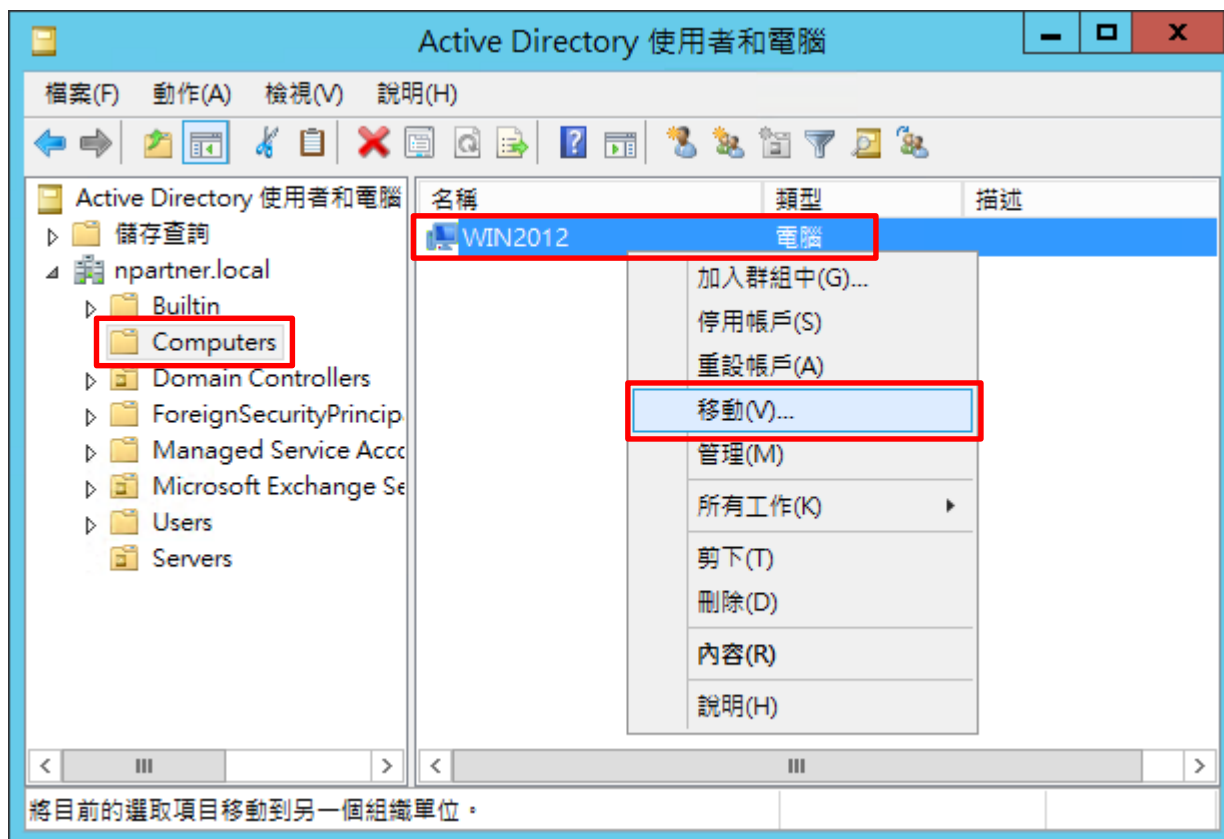 Active Directory 使用者和電腦
檔案(F) 動作(A) 檢視(V) 說明(H)
Active Directory 使用者和電腦
儲存查詢
npartner.local
Builtin
Computers
Domain Controllers
ForeignSecurityPrincip
Managed Service Acc
Microsoft Exchange Se
Users
Servers
名稱 類型 描述
WIN2012 電腦
加入群組中(G)...
停用帳戶(S)
重設帳戶(A)
移動(V)...
管理(M)
所有工作(K)
剪下(T)
刪除(D)
內容(R)
說明(H)
將目前的選取項目移動到另一個組織單位。